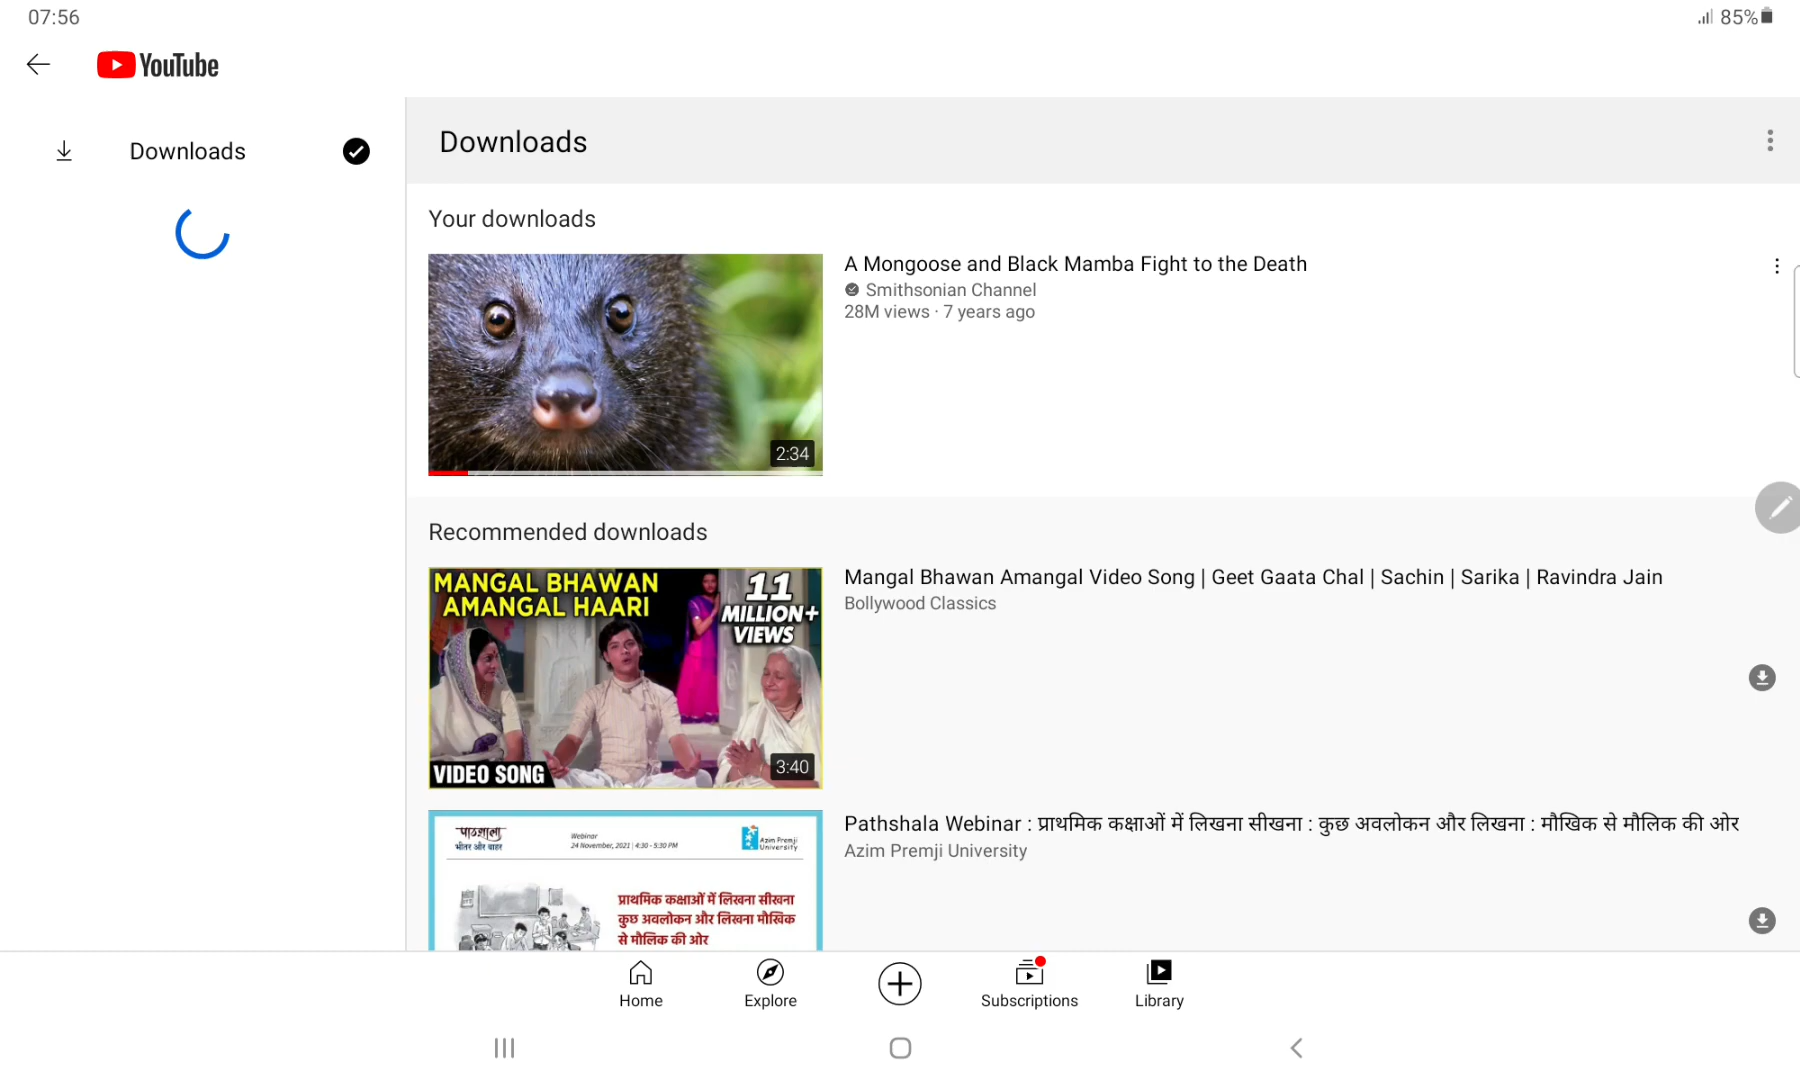 07:56
85%
YouTube
Downloads
Downloads
Your downloads
A Mongoose and Black Mamba Fight to the Death
Smithsonian Channel
28M views · 7 years ago
2:34
Recommended downloads
MANGAL BHAWAN
AMANGAL HAARI
11
MILLION+
VIEWS
VIDEO SONG
3:40
Mangal Bhawan Amangal Video Song | Geet Gaata Chal | Sachin | Sarika | Ravindra Jain
Bollywood Classics
पाठशाला
भीतर और बाहर
Webinar
24 November, 2021 | 4:30 - 5:30 PM
Azim Premji
University
प्राथमिक कक्षाओं में लिखना सीखना
कुछ अवलोकन और लिखना मौखिक
से मौलिक की ओर
Pathshala Webinar : प्राथमिक कक्षाओं में लिखना सीखना : कुछ अवलोकन और लिखना : मौखिक से मौलिक की ओर
Azim Premji University
Home
Explore
Subscriptions
Library